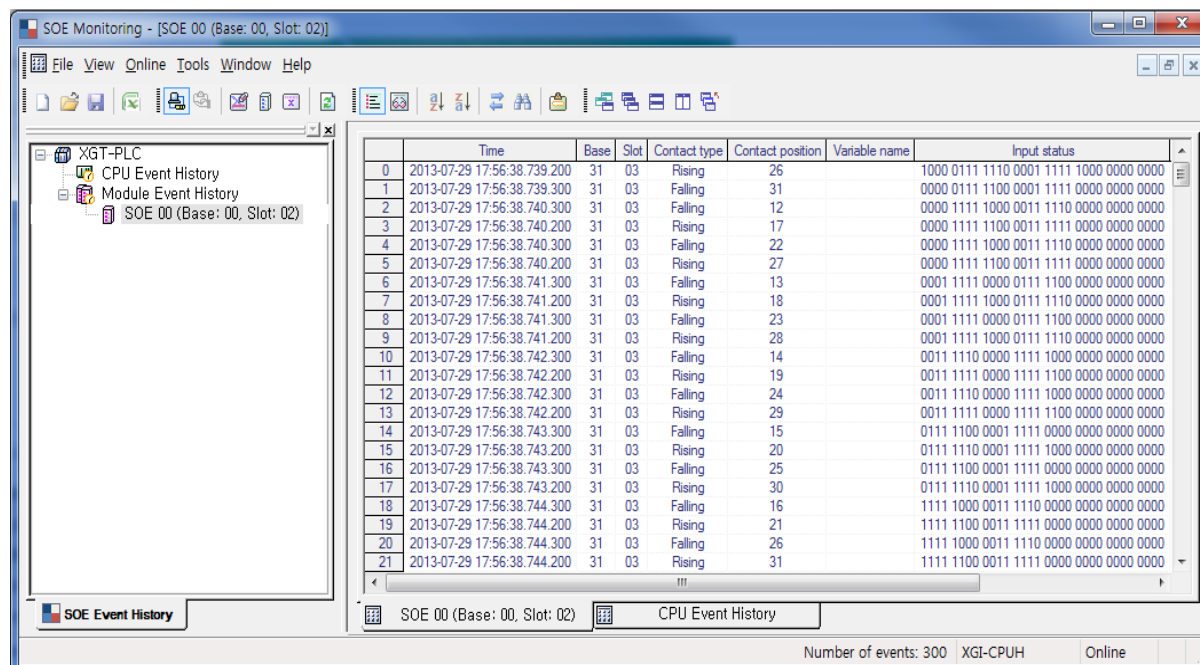 SOE Monitoring - [SOE 00 (Base: 00, Slot: 02)]
File View Online Tools Window Help
XGT-PLC
CPU Event History
Module Event History
SOE 00 (Base: 00, Slot: 02)
SOE Event History
Time Base Slot Contact type Contact position Variable name Input status
0 2013-07-29 17:56:38.739.200 31 03 Rising 26 1000 0111 1110 0001 1111 1000 0000 0000
1 2013-07-29 17:56:38.739.300 31 03 Falling 31 0000 0111 1100 0001 1111 0000 0000 0000
2 2013-07-29 17:56:38.740.300 31 03 Falling 12 0000 1111 1000 0011 1110 0000 0000 0000
3 2013-07-29 17:56:38.740.200 31 03 Rising 17 0000 1111 1100 0011 1111 0000 0000 0000
4 2013-07-29 17:56:38.740.300 31 03 Falling 22 0000 1111 1000 0011 1110 0000 0000 0000
5 2013-07-29 17:56:38.740.200 31 03 Rising 27 0000 1111 1100 0011 1111 0000 0000 0000
6 2013-07-29 17:56:38.741.300 31 03 Falling 13 0001 1111 0000 0111 1100 0000 0000 0000
7 2013-07-29 17:56:38.741.200 31 03 Rising 18 0001 1111 1000 0111 1110 0000 0000 0000
8 2013-07-29 17:56:38.741.300 31 03 Falling 23 0001 1111 0000 0111 1100 0000 0000 0000
9 2013-07-29 17:56:38.741.200 31 03 Rising 28 0001 1111 1000 0111 1110 0000 0000 0000
10 2013-07-29 17:56:38.742.300 31 03 Falling 14 0011 1110 0000 1111 1000 0000 0000 0000
11 2013-07-29 17:56:38.742.200 31 03 Rising 19 0011 1111 0000 1111 1100 0000 0000 0000
12 2013-07-29 17:56:38.742.300 31 03 Falling 24 0011 1110 0000 1111 1000 0000 0000 0000
13 2013-07-29 17:56:38.742.200 31 03 Rising 29 0011 1111 0000 1111 1100 0000 0000 0000
14 2013-07-29 17:56:38.743.300 31 03 Falling 15 0111 1100 0001 1111 0000 0000 0000 0000
15 2013-07-29 17:56:38.743.200 31 03 Rising 20 0111 1110 0001 1111 1000 0000 0000 0000
16 2013-07-29 17:56:38.743.300 31 03 Falling 25 0111 1100 0001 1111 0000 0000 0000 0000
17 2013-07-29 17:56:38.743.200 31 03 Rising 30 0111 1110 0001 1111 1000 0000 0000 0000
18 2013-07-29 17:56:38.744.300 31 03 Falling 16 1111 1000 0011 1110 0000 0000 0000 0000
19 2013-07-29 17:56:38.744.200 31 03 Rising 21 1111 1100 0011 1111 0000 0000 0000 0000
20 2013-07-29 17:56:38.744.300 31 03 Falling 26 1111 1000 0011 1110 0000 0000 0000 0000
21 2013-07-29 17:56:38.744.200 31 03 Rising 31 1111 1100 0011 1111 0000 0000 0000 0000
SOE 00 (Base: 00, Slot: 02) CPU Event History
Number of events: 300 XGI-CPUH Online